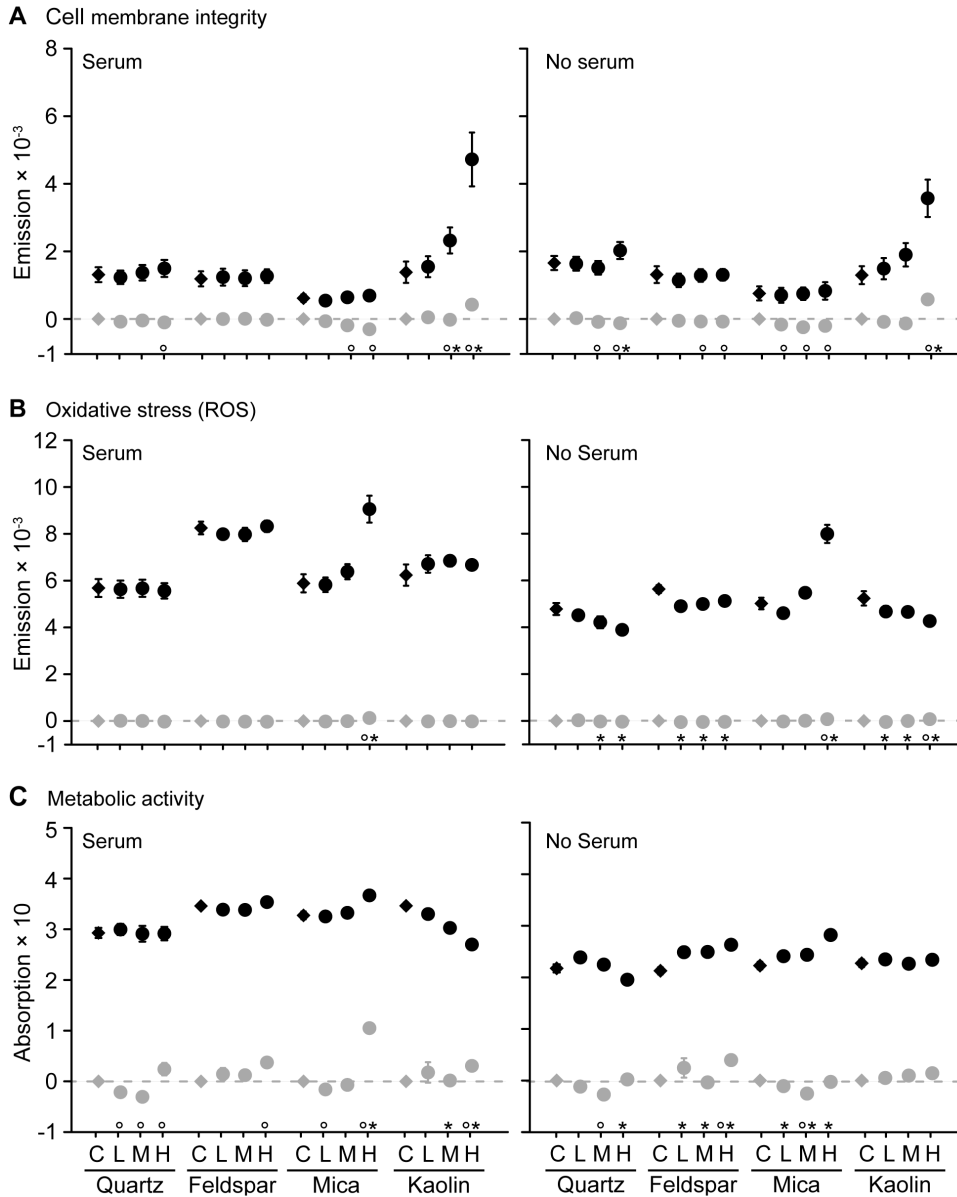 A Cell membrane integrity
Serum
No serum
Emission × 10⁻³
8
6
4
2
0
-1
° ° ° °* °*
° °* ° ° ° ° ° °*
B Oxidative stress (ROS)
Serum
No Serum
Emission × 10⁻³
12
10
8
6
4
2
0
-1
°*
* * * * * °* * * °*
C Metabolic activity
Serum
No Serum
Absorption × 10
5
4
3
2
1
0
-1
° ° ° ° ° °* * °*
° * * * °* * °* *
C L M H C L M H C L M H C L M H
Quartz Feldspar Mica Kaolin
C L M H C L M H C L M H C L M H
Quartz Feldspar Mica Kaolin